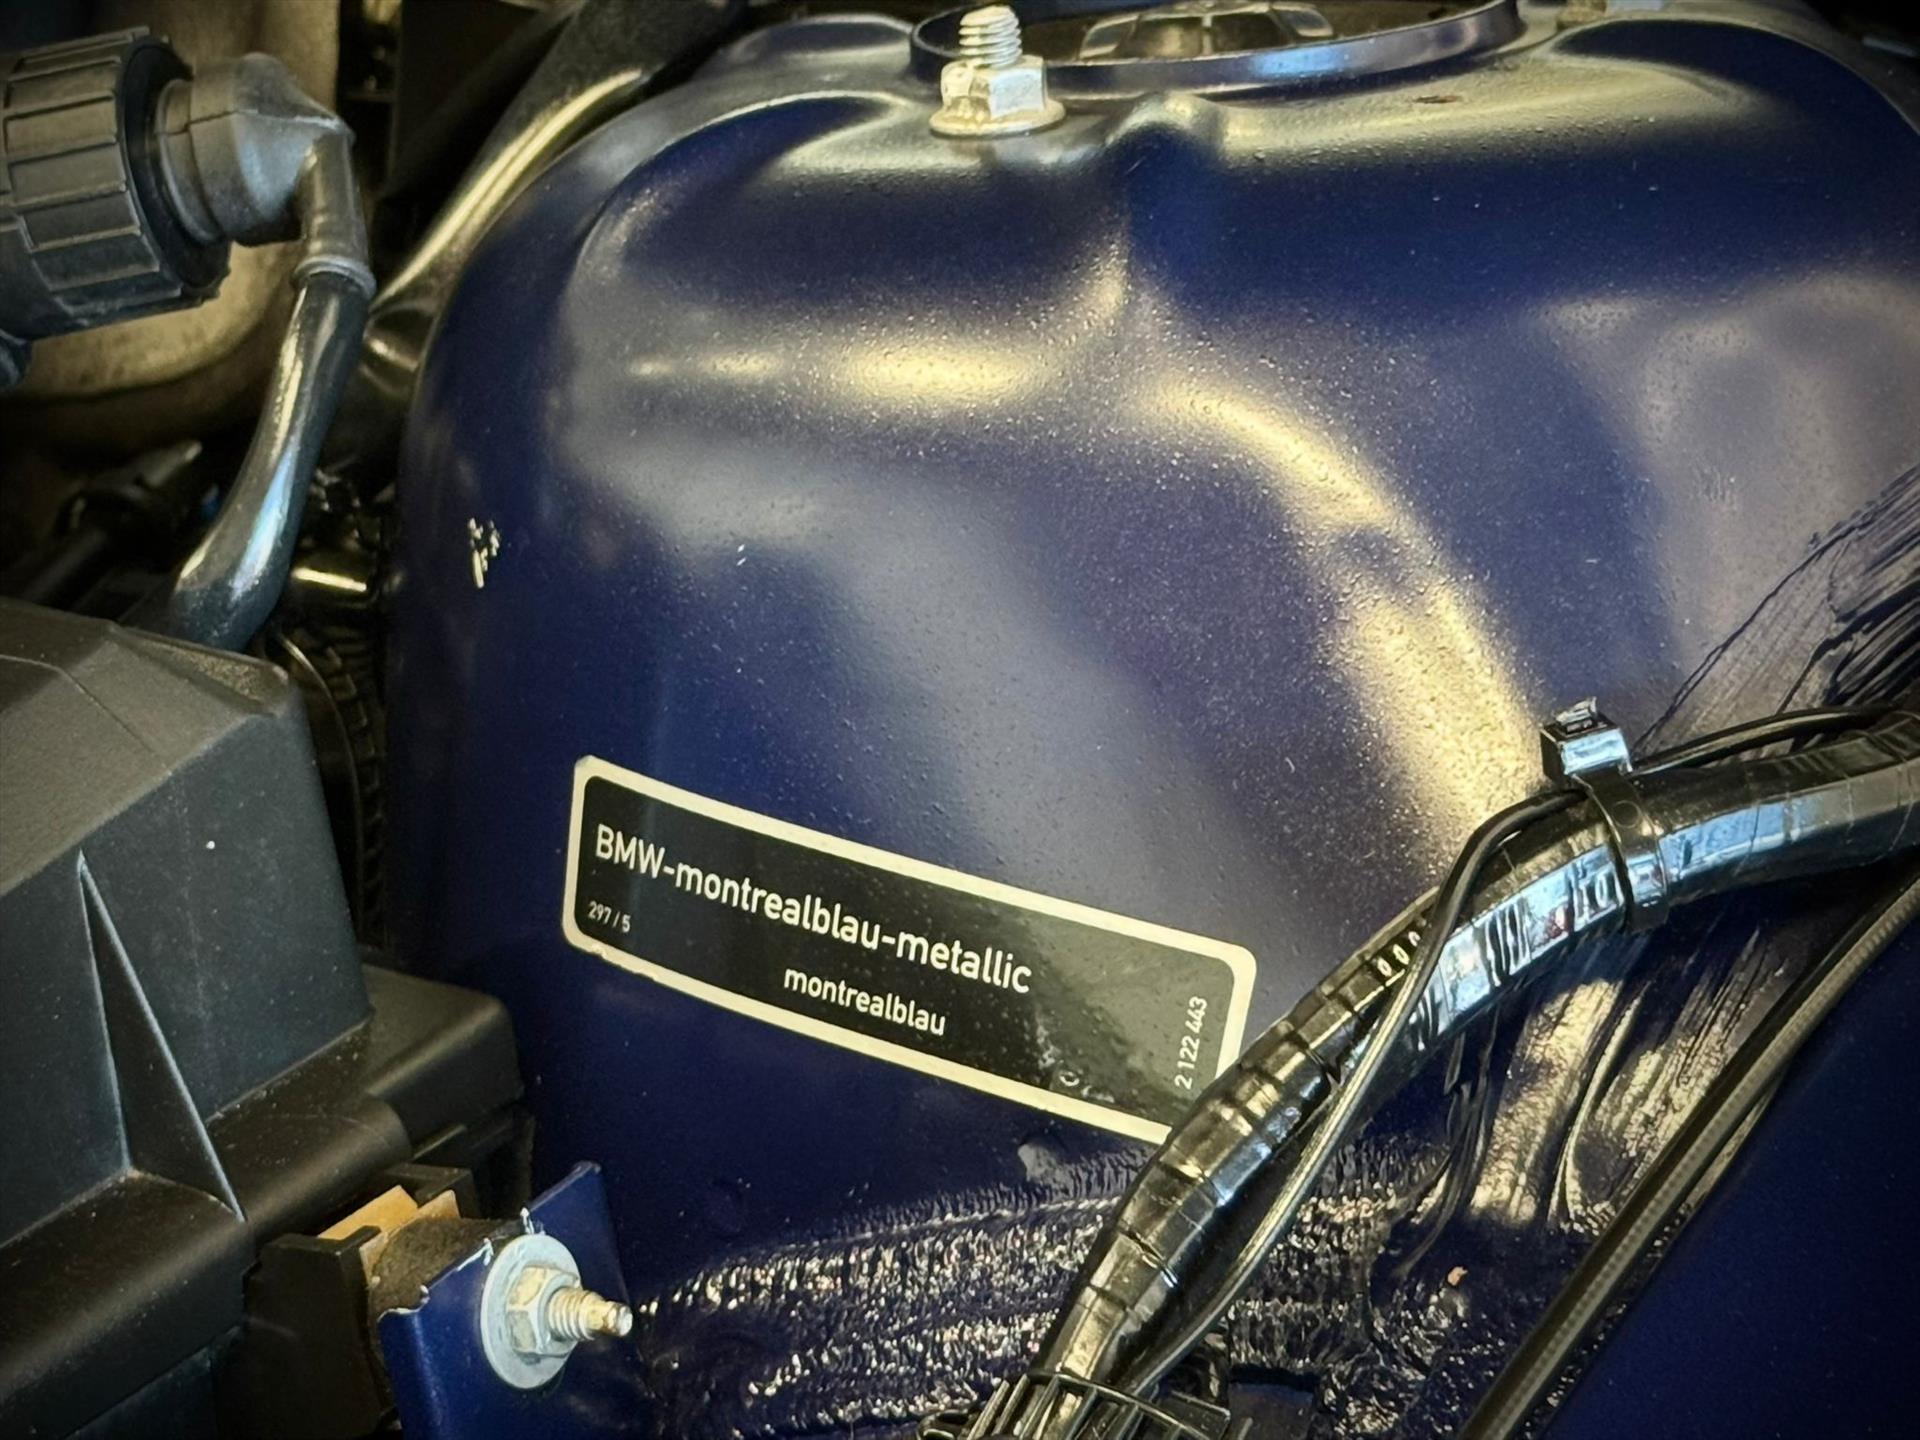 BMW-montrealblau-metallic
297 / 5
montrealblau
2 122 443